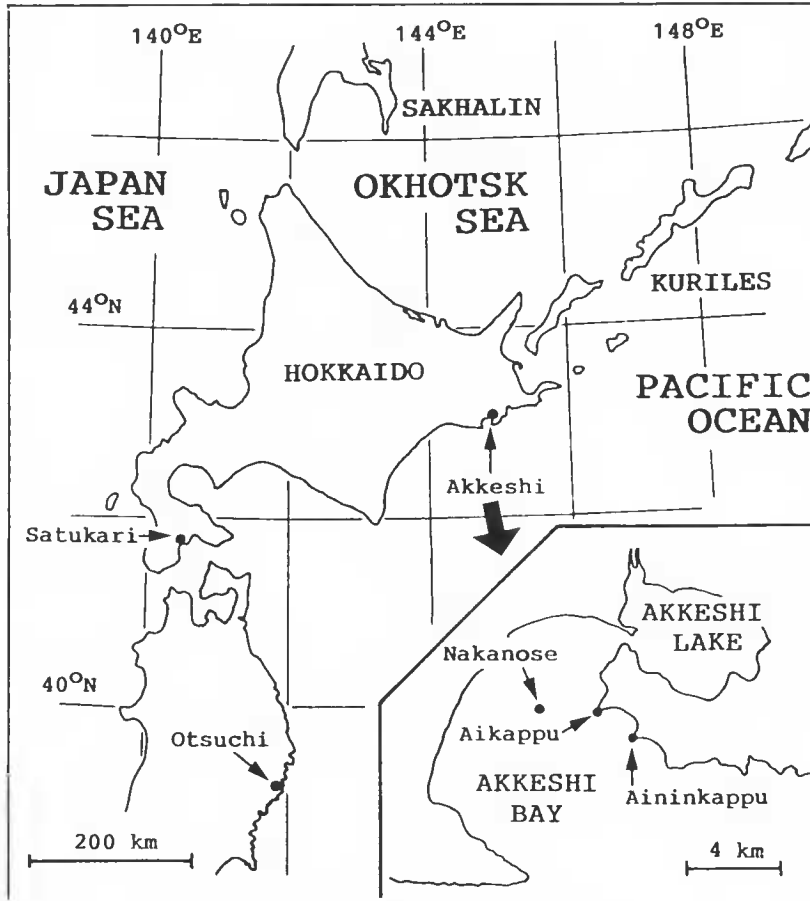 140°E 144°E 148°E
SAKHALIN
JAPAN
SEA
OKHOTSK
SEA
KURILES
44°N
HOKKAIDO
PACIFIC
OCEAN
Akkeshi
Satukari
AKKESHI
LAKE
Nakanose
40°N
Aikappu
Otsuchi
AKKESHI
BAY
Aininkappu
200 km
4 km